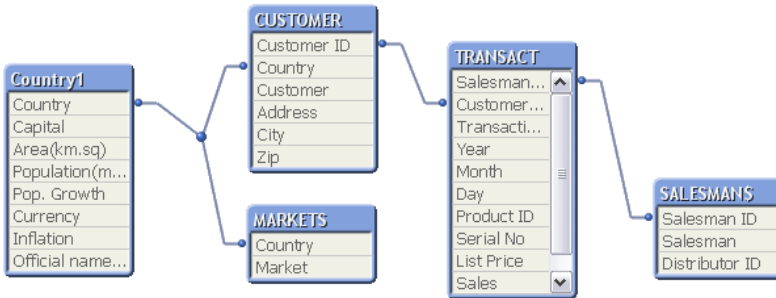 Country1
Country
Capital
Area(km.sq)
Population(m...
Pop. Growth
Currency
Inflation
Official name...
CUSTOMER
Customer ID
Country
Customer
Address
City
Zip
MARKETS
Country
Market
TRANSACT
Salesman...
Customer...
Transacti...
Year
Month
Day
Product ID
Serial No
List Price
Sales
SALESMAN$
Salesman ID
Salesman
Distributor ID